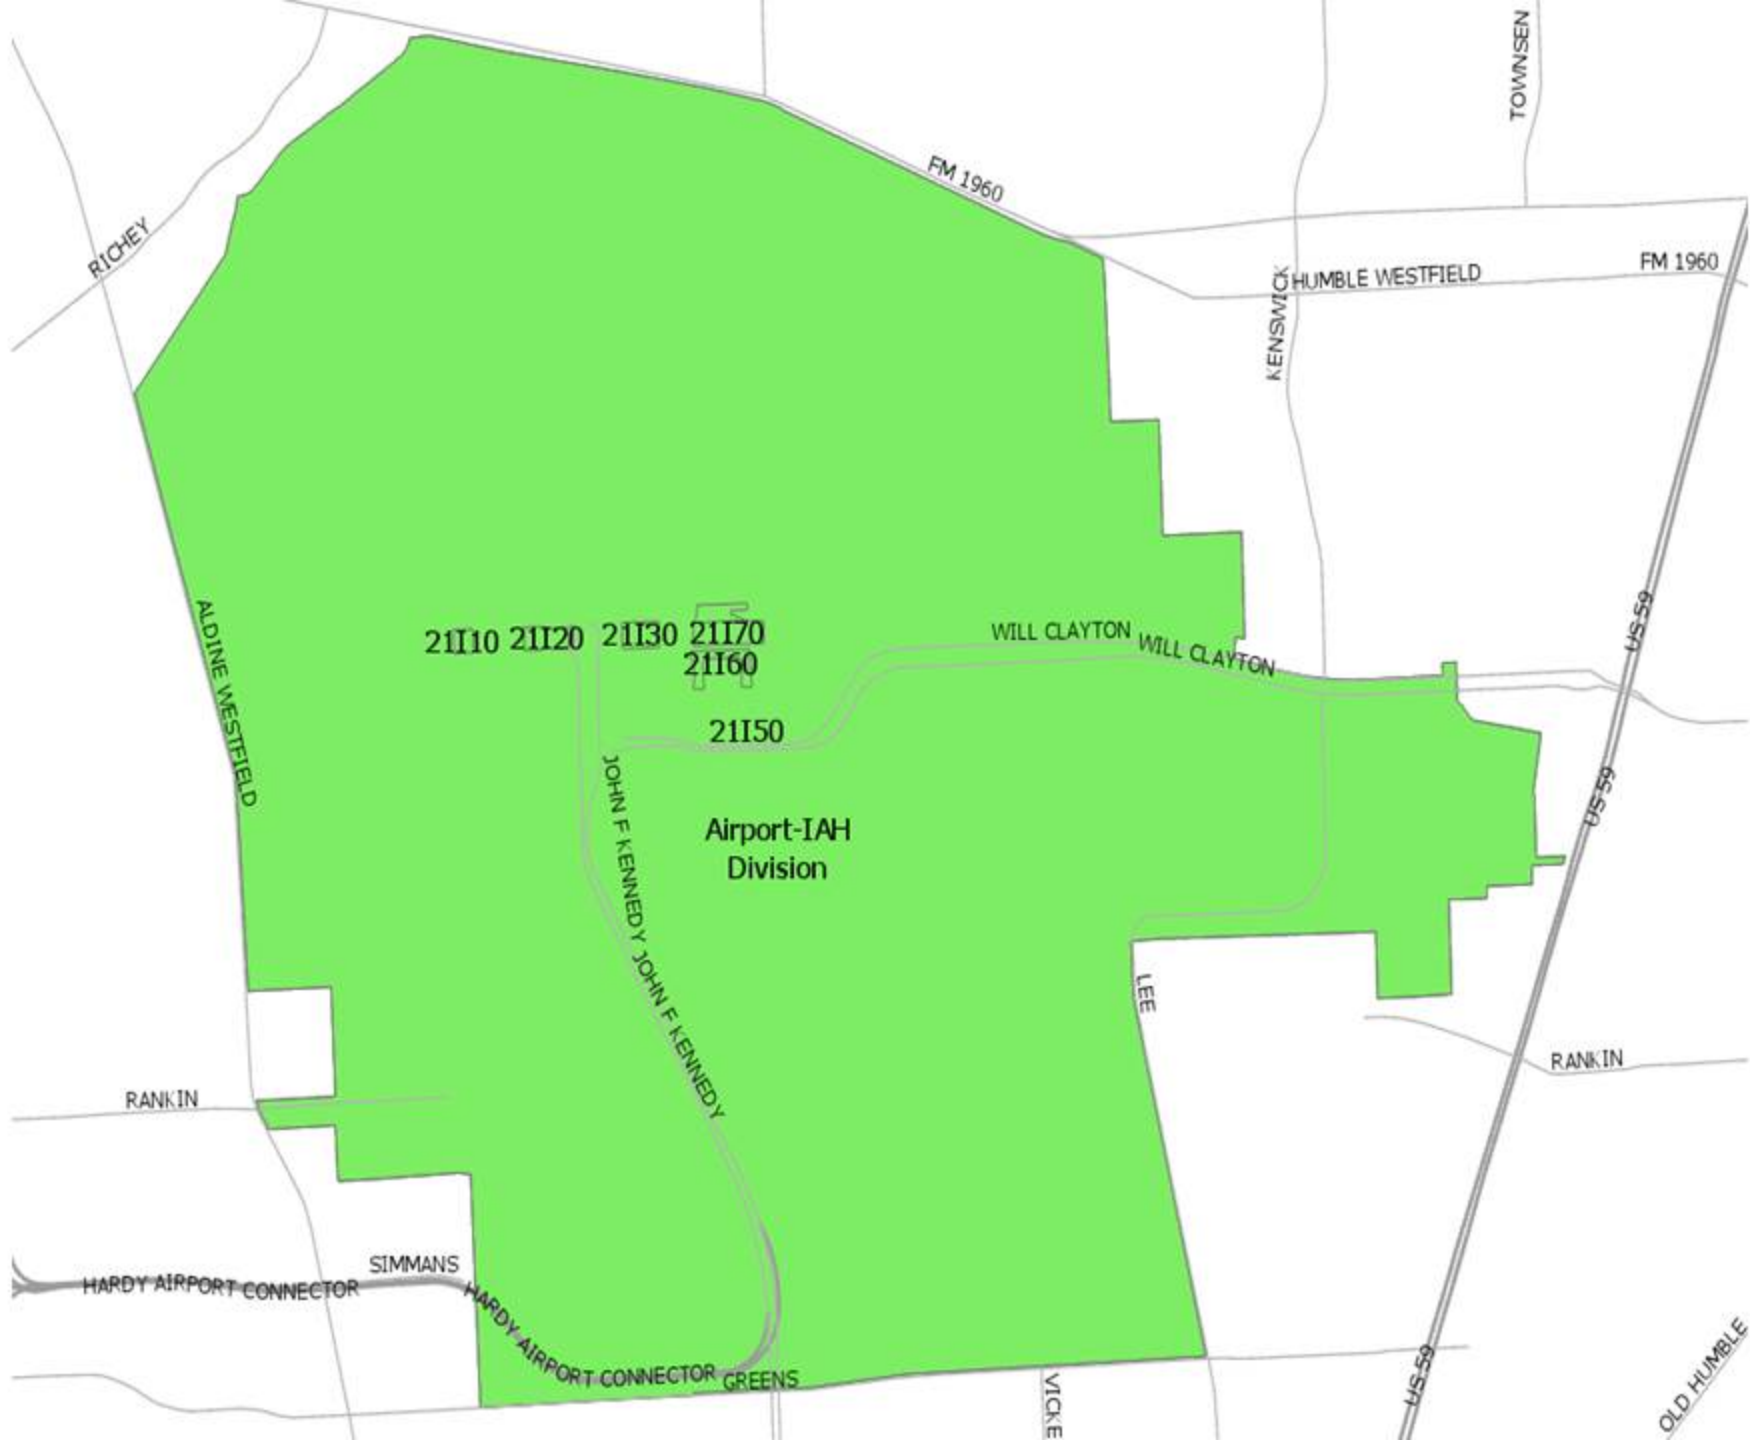 TOWNSEN
FM 1960
RICHEY
FM 1960
HUMBLE WESTFIELD
KENSWICK
ALDINE WESTFIELD
21I10
21I20
21I30
21I70
21I60
WILL CLAYTON
WILL CLAYTON
US 59
21I50
US 59
JOHN F KENNEDY
Airport-IAH
Division
JOHN F KENNEDY
LEE
RANKIN
RANKIN
SIMMANS
HARDY AIRPORT CONNECTOR
HARDY AIRPORT CONNECTOR
GREENS
VICKE
US 59
OLD HUMBLE